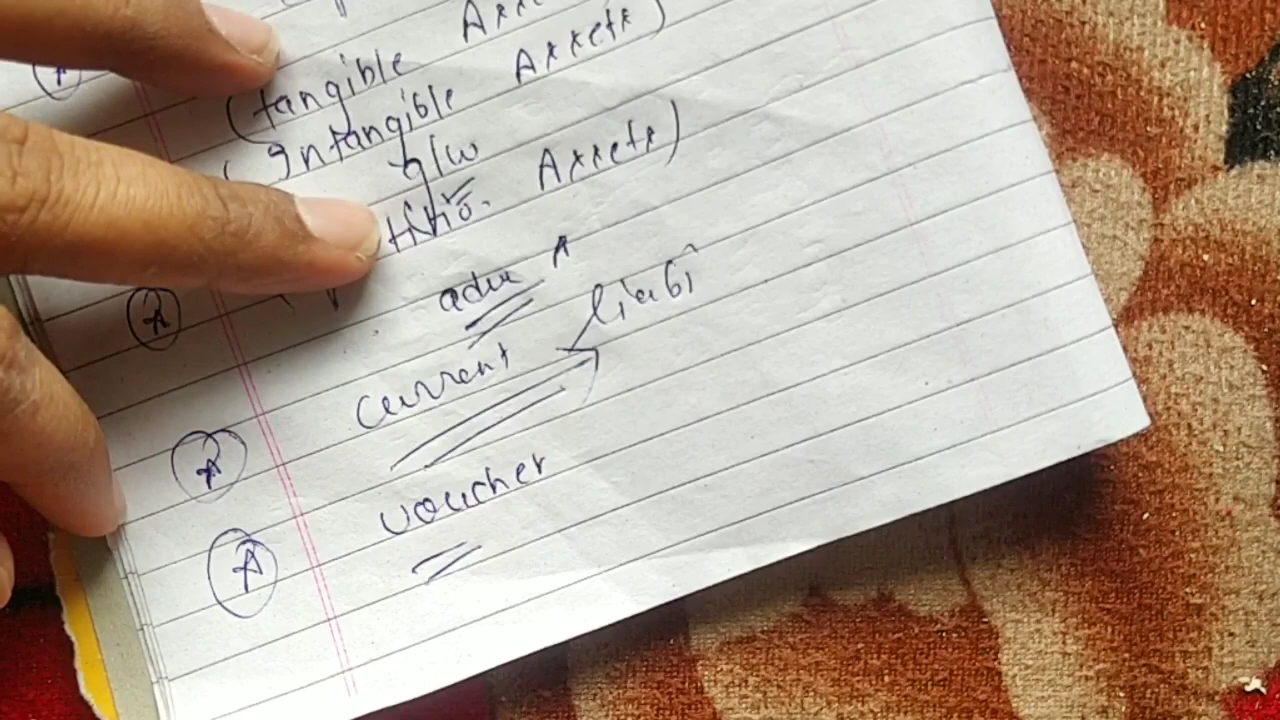 (tangible Assets
(Intangible Assets)
b/w
Assets)
adv A
current liabi
voucher